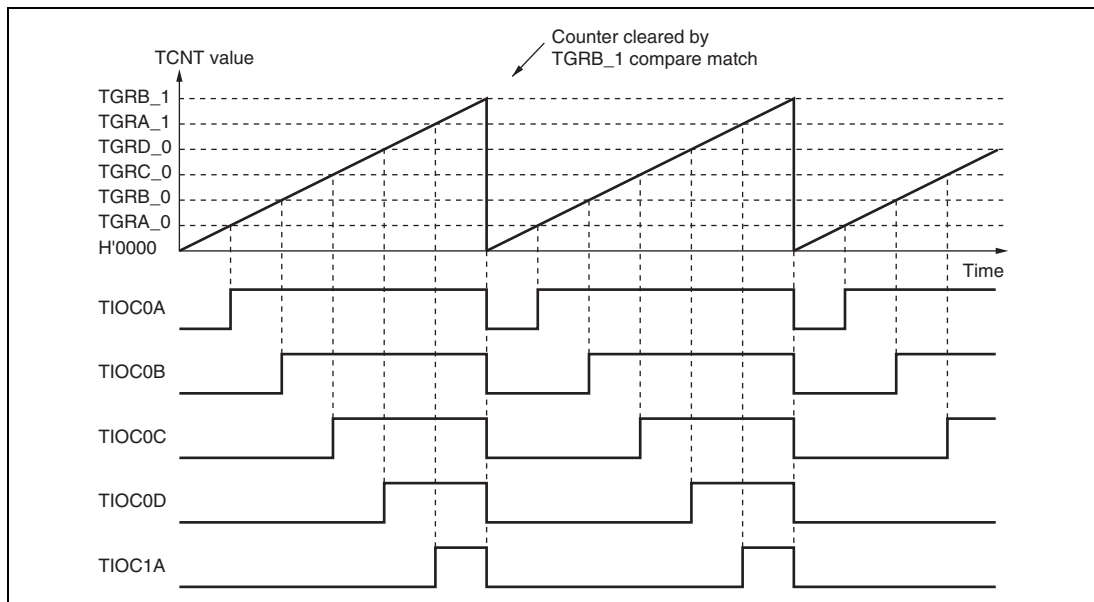 Counter cleared by
TGRB_1 compare match
TCNT value
TGRB_1
TGRA_1
TGRD_0
TGRC_0
TGRB_0
TGRA_0
H'0000
Time
TIOC0A
TIOC0B
TIOC0C
TIOC0D
TIOC1A